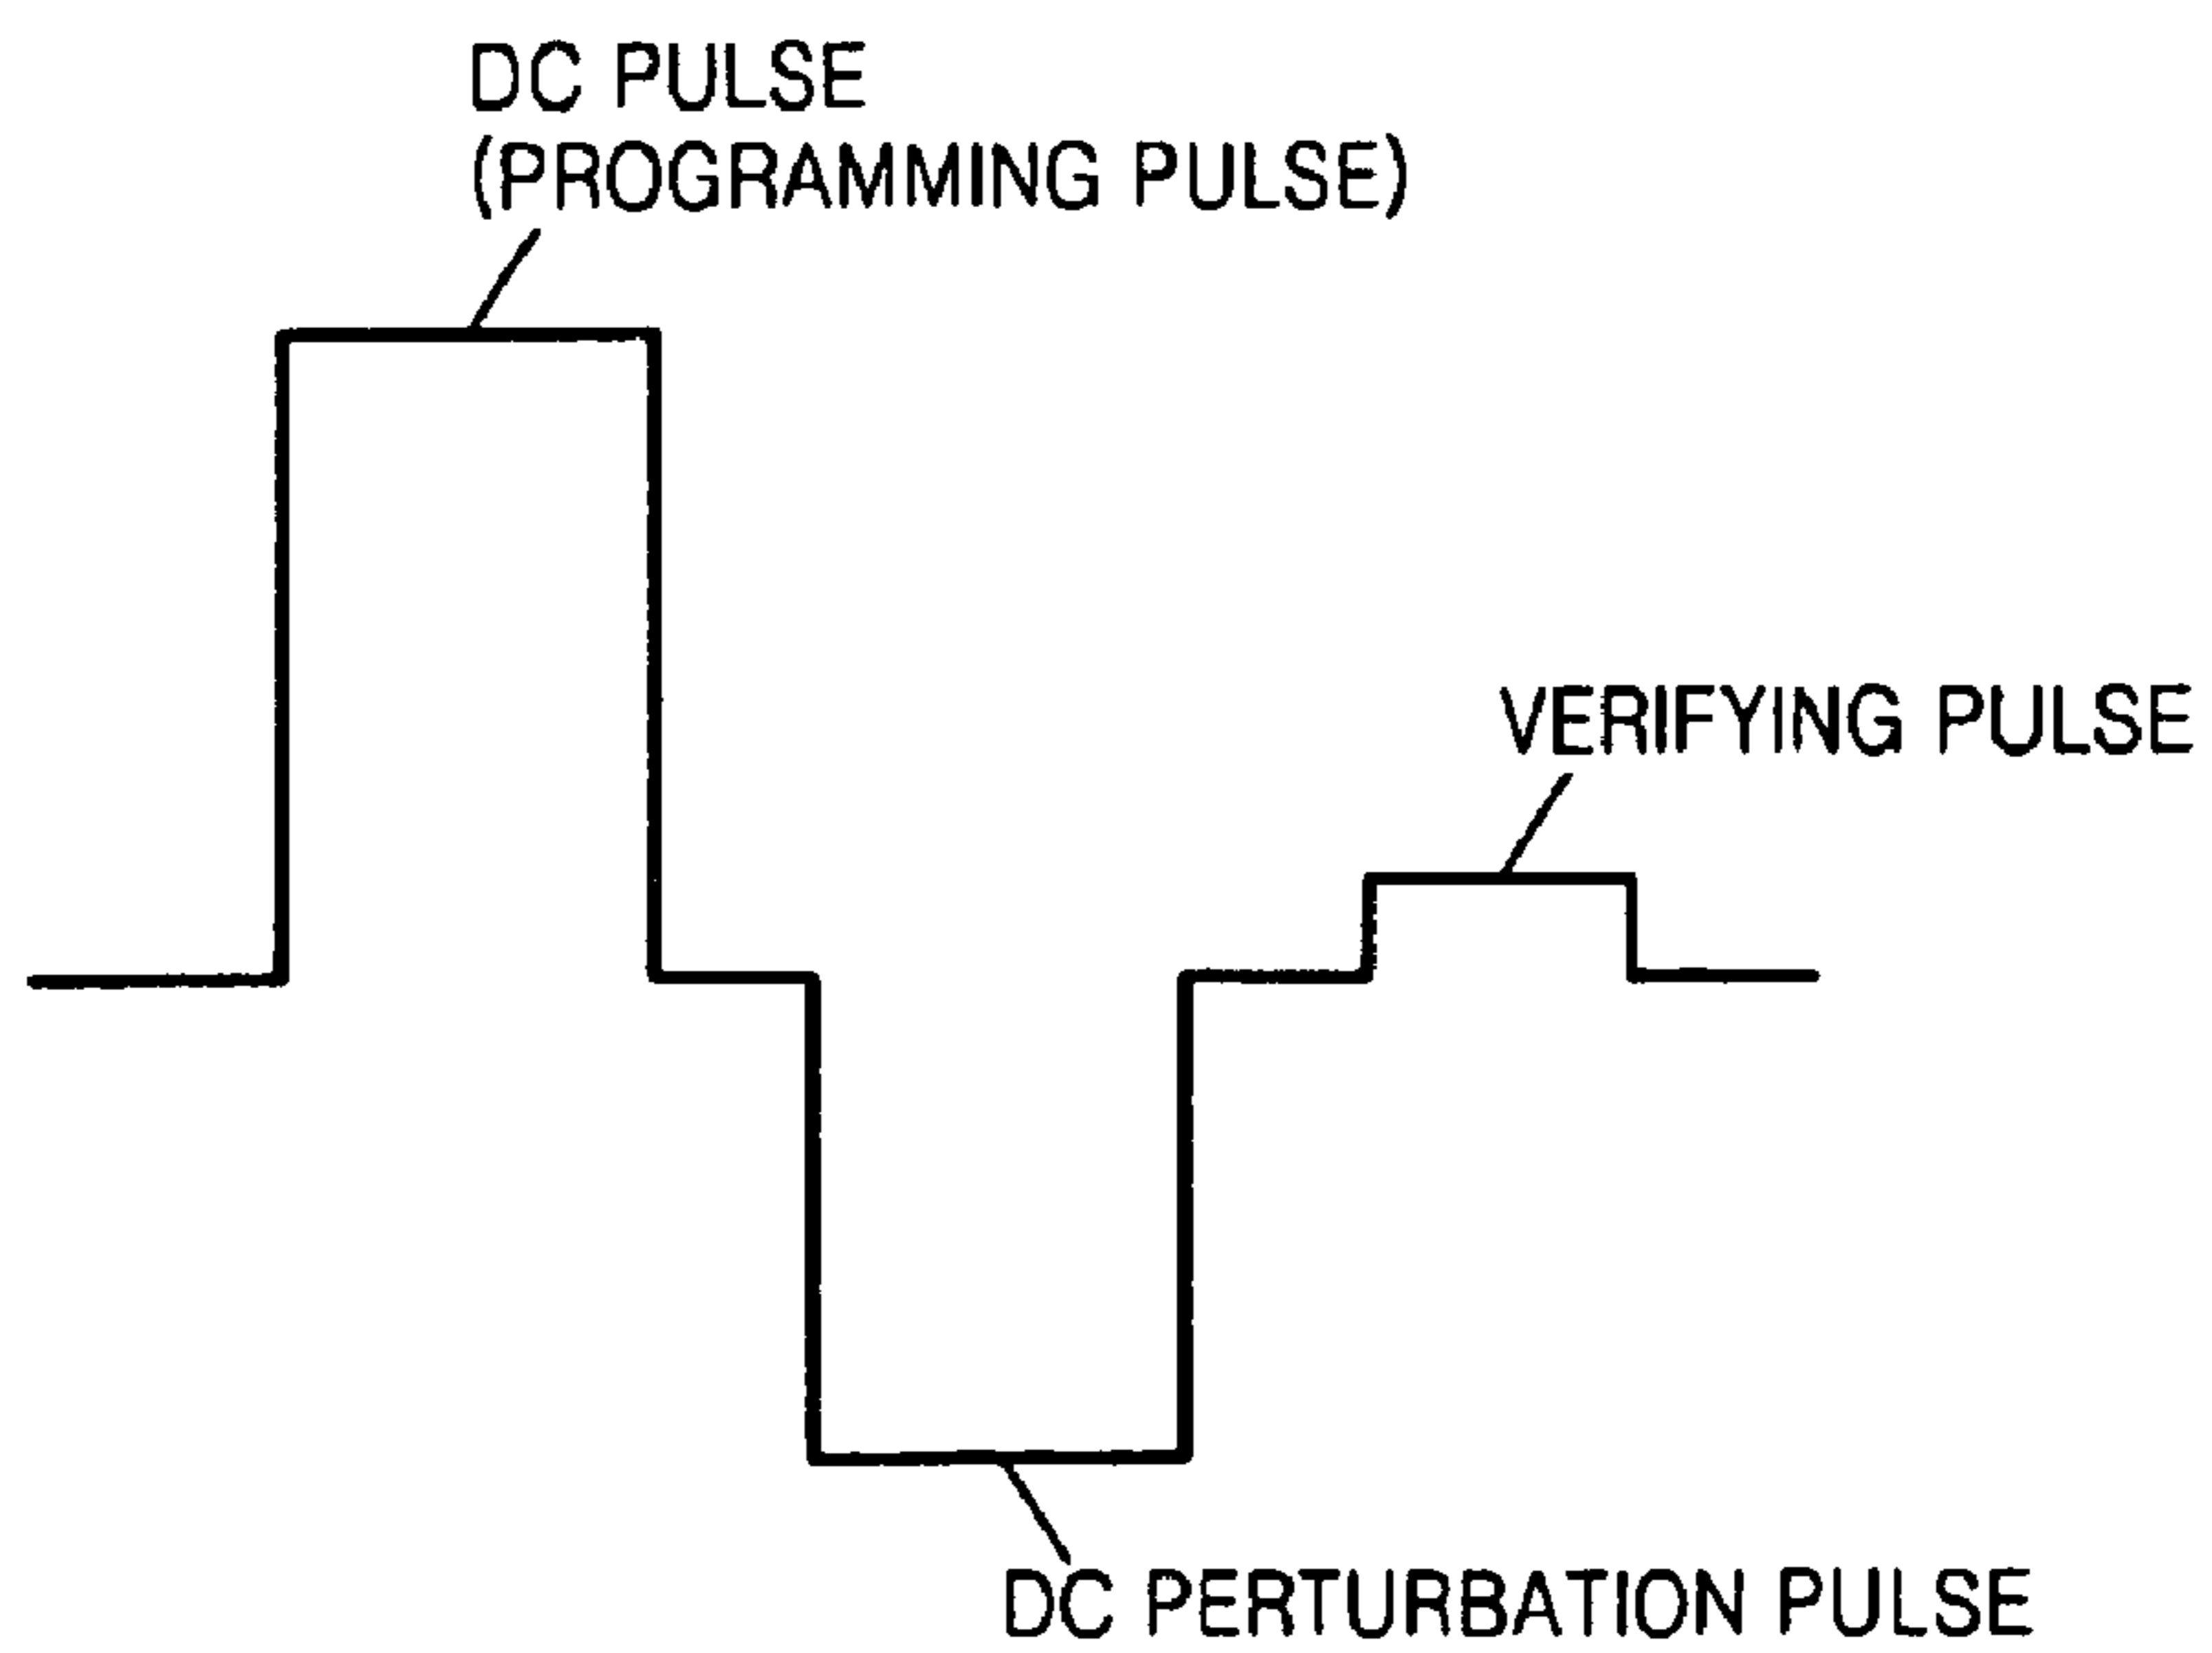 DC PULSE
(PROGRAMMING PULSE)
VERIFYING PULSE
DC PERTURBATION PULSE